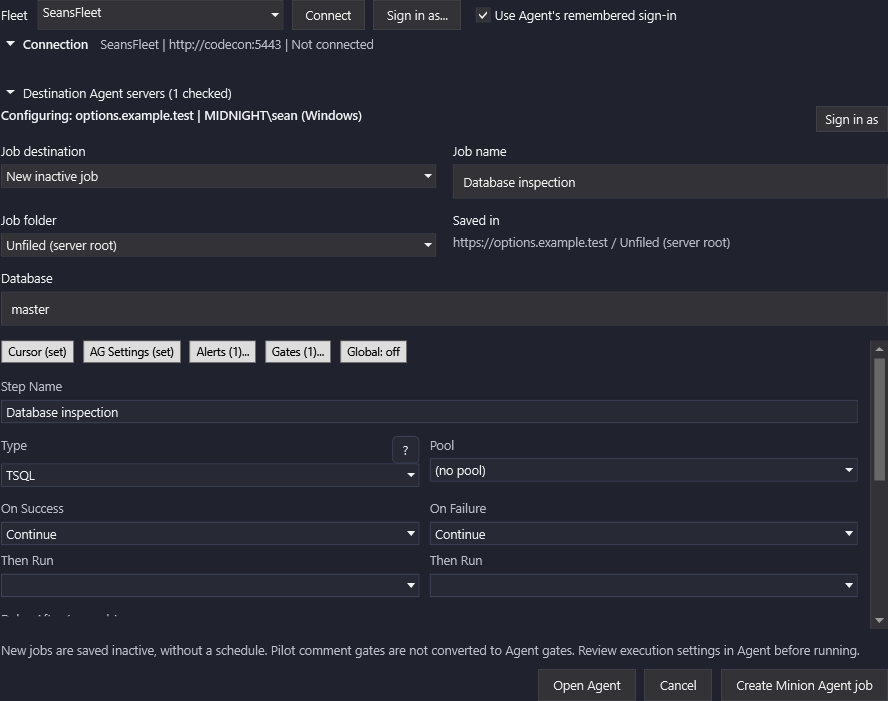 Fleet SeansFleet Connect Sign in as... Use Agent's remembered sign-in
Connection SeansFleet | http://codecon:5443 | Not connected
Destination Agent servers (1 checked)
Configuring: options.example.test | MIDNIGHT\sean (Windows)
Sign in as
Job destination Job name
New inactive job Database inspection
Job folder Saved in
Unfiled (server root) https://options.example.test / Unfiled (server root)
Database
master
Cursor (set) AG Settings (set) Alerts (1)... Gates (1)... Global: off
Step Name
Database inspection
Type ? Pool
TSQL (no pool)
On Success On Failure
Continue Continue
Then Run Then Run
New jobs are saved inactive, without a schedule. Pilot comment gates are not converted to Agent gates. Review execution settings in Agent before running.
Open Agent Cancel Create Minion Agent job